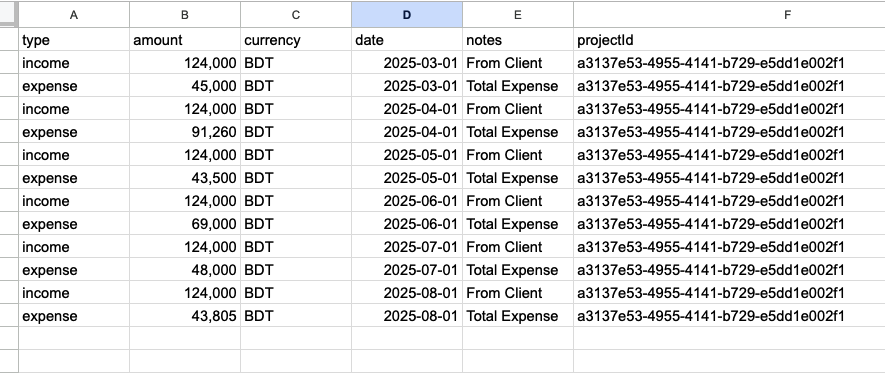 A B C D E F
type amount currency date notes projectId
income 124,000 BDT 2025-03-01 From Client a3137e53-4955-4141-b729-e5dd1e002f1
expense 45,000 BDT 2025-03-01 Total Expense a3137e53-4955-4141-b729-e5dd1e002f1
income 124,000 BDT 2025-04-01 From Client a3137e53-4955-4141-b729-e5dd1e002f1
expense 91,260 BDT 2025-04-01 Total Expense a3137e53-4955-4141-b729-e5dd1e002f1
income 124,000 BDT 2025-05-01 From Client a3137e53-4955-4141-b729-e5dd1e002f1
expense 43,500 BDT 2025-05-01 Total Expense a3137e53-4955-4141-b729-e5dd1e002f1
income 124,000 BDT 2025-06-01 From Client a3137e53-4955-4141-b729-e5dd1e002f1
expense 69,000 BDT 2025-06-01 Total Expense a3137e53-4955-4141-b729-e5dd1e002f1
income 124,000 BDT 2025-07-01 From Client a3137e53-4955-4141-b729-e5dd1e002f1
expense 48,000 BDT 2025-07-01 Total Expense a3137e53-4955-4141-b729-e5dd1e002f1
income 124,000 BDT 2025-08-01 From Client a3137e53-4955-4141-b729-e5dd1e002f1
expense 43,805 BDT 2025-08-01 Total Expense a3137e53-4955-4141-b729-e5dd1e002f1